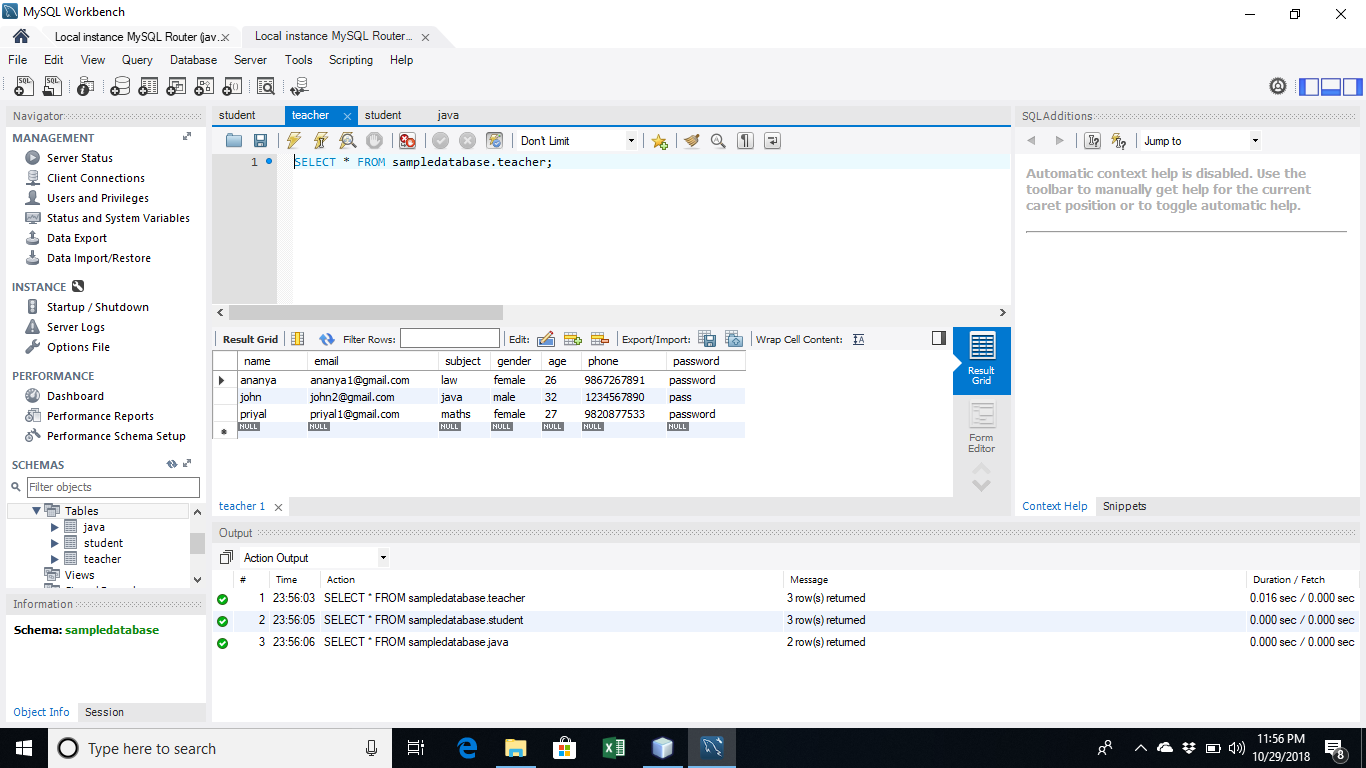 MySQL Workbench
Local instance MySQL Router (jav... Local instance MySQL Router...
File Edit View Query Database Server Tools Scripting Help
Navigator
MANAGEMENT
Server Status
Client Connections
Users and Privileges
Status and System Variables
Data Export
Data Import/Restore
INSTANCE
Startup / Shutdown
Server Logs
Options File
PERFORMANCE
Dashboard
Performance Reports
Performance Schema Setup
SCHEMAS
Filter objects
Tables
java
student
teacher
Views
Information
Schema: sampledatabase
Object Info Session
student teacher student java
Don't Limit
1 SELECT * FROM sampledatabase.teacher;
Result Grid Filter Rows: Edit: Export/Import: Wrap Cell Content:
name email subject gender age phone password
ananya ananya1@gmail.com law female 26 9867267891 password
john john2@gmail.com java male 32 1234567890 pass
priyal priyal1@gmail.com maths female 27 9820877533 password
NULL NULL NULL NULL NULL NULL NULL
Result
Grid
Form
Editor
teacher 1
SQLAdditions
Jump to
Automatic context help is disabled. Use the
toolbar to manually get help for the current
caret position or to toggle automatic help.
Context Help Snippets
Output
Action Output
# Time Action Message Duration / Fetch
1 23:56:03 SELECT * FROM sampledatabase.teacher 3 row(s) returned 0.016 sec / 0.000 sec
2 23:56:05 SELECT * FROM sampledatabase.student 3 row(s) returned 0.000 sec / 0.000 sec
3 23:56:06 SELECT * FROM sampledatabase.java 2 row(s) returned 0.000 sec / 0.000 sec
Type here to search
11:56 PM
10/29/2018
8